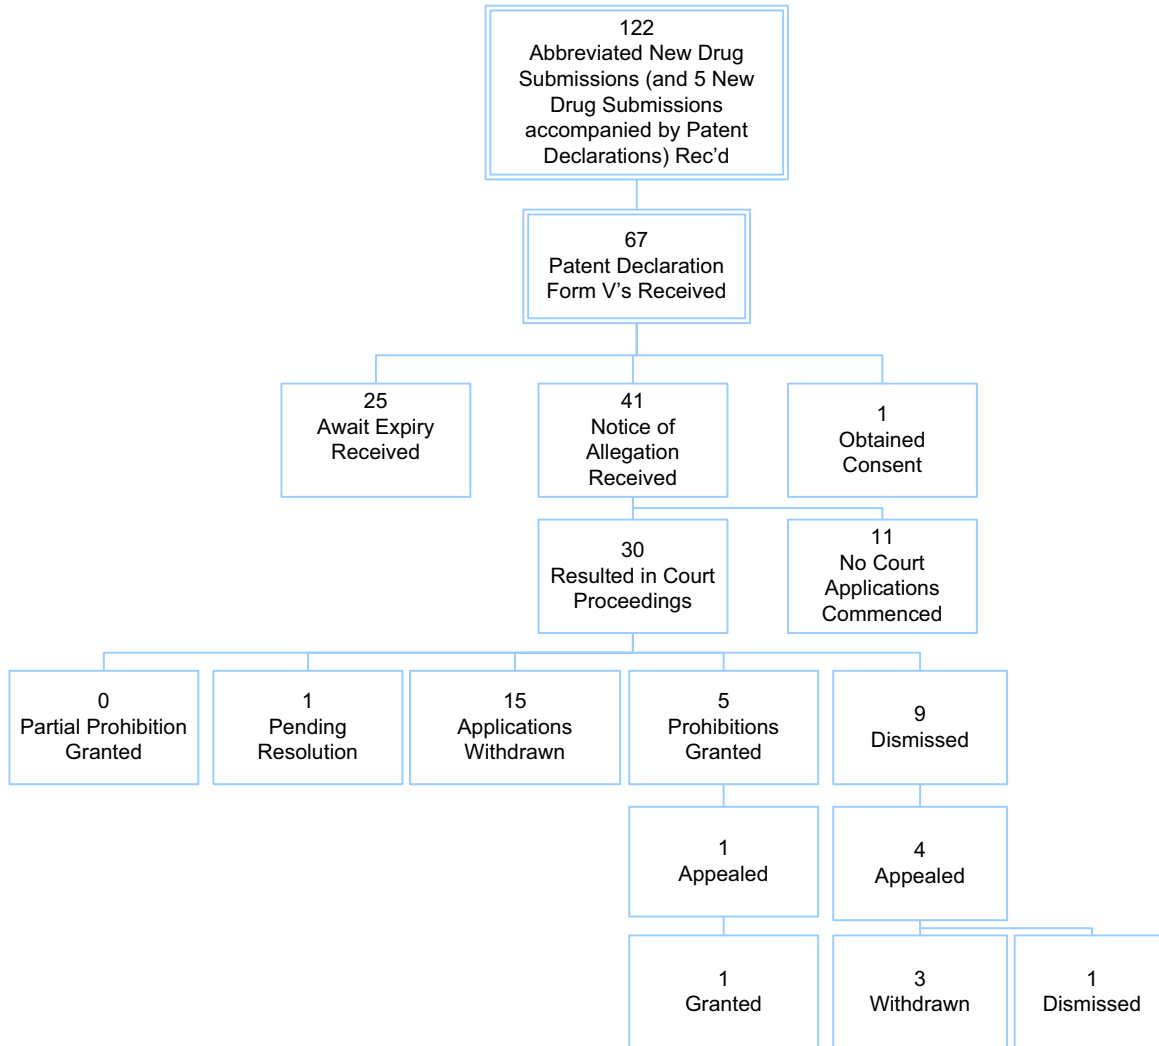 122
Abbreviated New Drug
Submissions (and 5 New
Drug Submissions
accompanied by Patent
Declarations) Rec’d
67
Patent Declaration
Form V’s Received
25
Await Expiry
Received
41
Notice of
Allegation
Received
1
Obtained
Consent
30
Resulted in Court
Proceedings
11
No Court
Applications
Commenced
0
Partial Prohibition
Granted
1
Pending
Resolution
15
Applications
Withdrawn
5
Prohibitions
Granted
9
Dismissed
1
Appealed
4
Appealed
1
Granted
3
Withdrawn
1
Dismissed